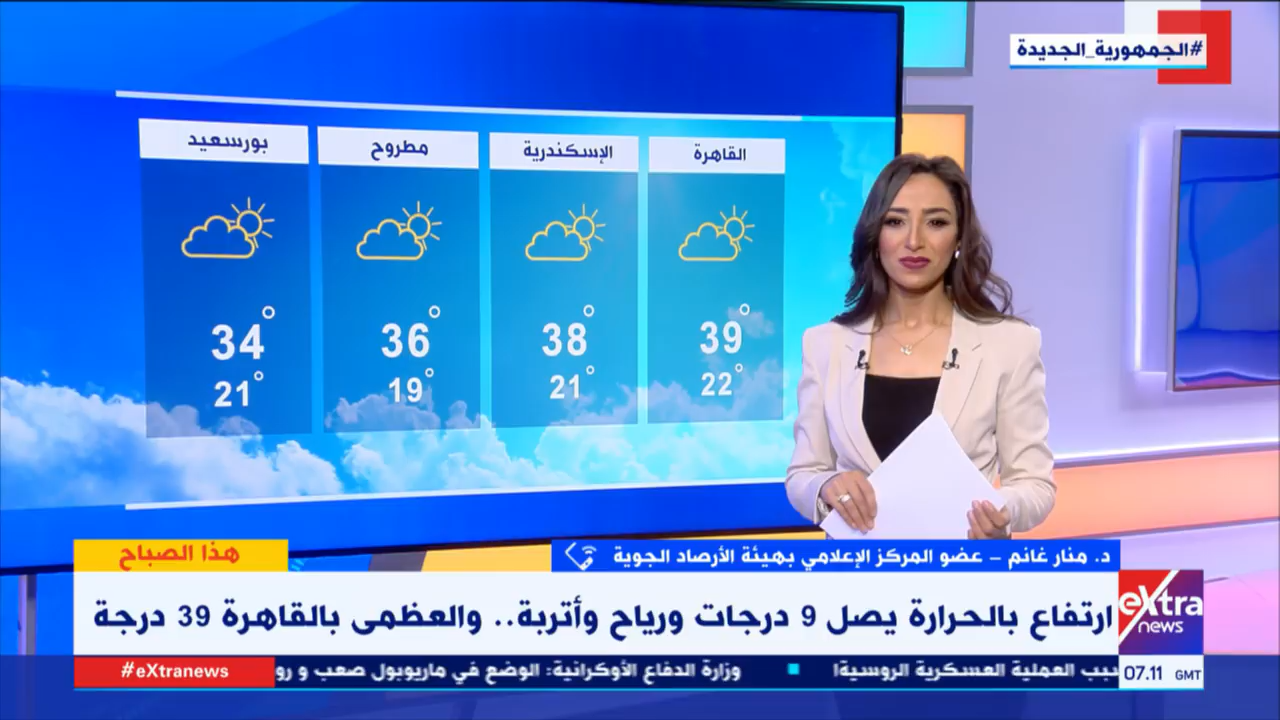 #الجمهورية_الجديدة
القاهرة
الإسكندرية
مطروح
بورسعيد
39°
38°
36°
34°
22°
21°
19°
21°
هذا الصباح
د. منار غانم – عضو المركز الإعلامي بهيئة الأرصاد الجوية
ارتفاع بالحرارة يصل 9 درجات ورياح وأتربة.. والعظمى بالقاهرة 39 درجة
eXtra news
#eXtranews
سبب العملية العسكرية الروسية! ■ وزارة الدفاع الأوكرانية: الوضع في ماريوبول صعب و رو
07.11 GMT